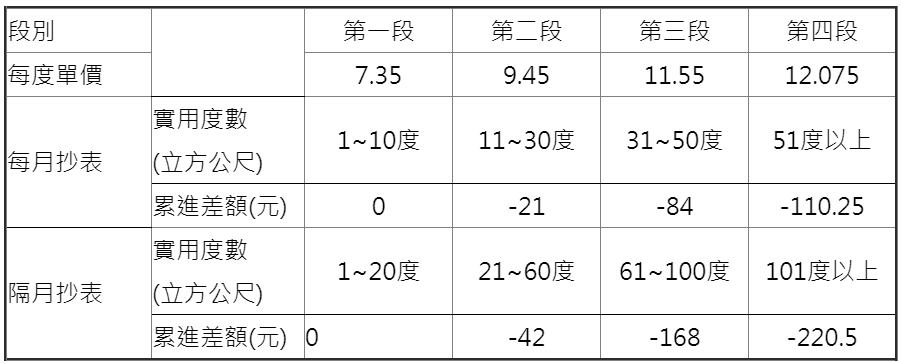 段別 第一段 第二段 第三段 第四段
每度單價 7.35 9.45 11.55 12.075
每月抄表 實用度數
(立方公尺) 1~10度 11~30度 31~50度 51度以上
累進差額(元) 0 -21 -84 -110.25
隔月抄表 實用度數
(立方公尺) 1~20度 21~60度 61~100度 101度以上
累進差額(元) 0 -42 -168 -220.5